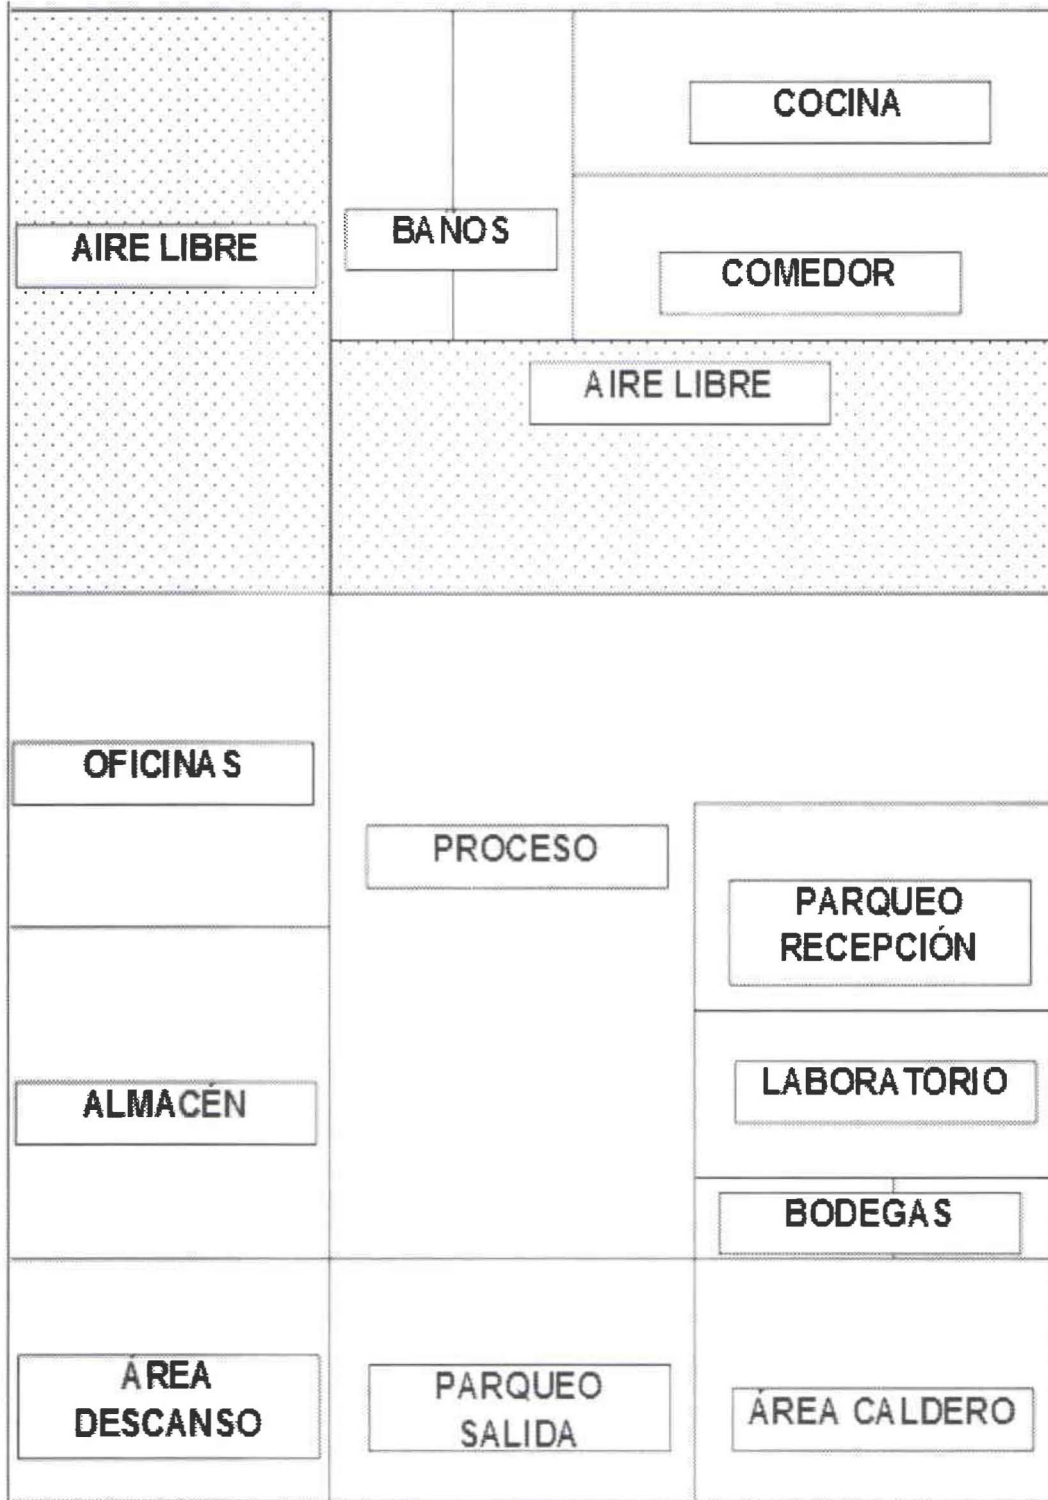 COCINA
AIRE LIBRE
BANOS
COMEDOR
AIRE LIBRE
OFICINAS
PROCESO
PARQUEO
RECEPCIÓN
ALMACÉN
LABORATORIO
BODEGAS
ÁREA
DESCANSO
PARQUEO
SALIDA
ÁREA CALDERO